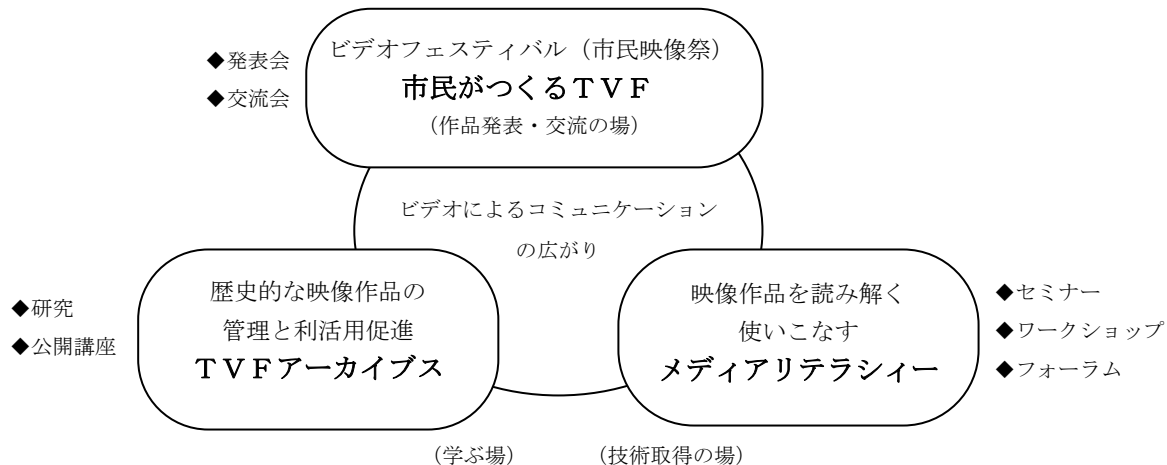 ◆発表会
◆交流会
ビデオフェスティバル（市民映像祭）
市民がつくるＴＶＦ
（作品発表・交流の場）
ビデオによるコミュニケーション
の広がり
◆研究
◆公開講座
歴史的な映像作品の
管理と利活用促進
ＴＶＦアーカイブス
映像作品を読み解く
使いこなす
メディアリテラシィー
◆セミナー
◆ワークショップ
◆フォーラム
（学ぶ場）
（技術取得の場）